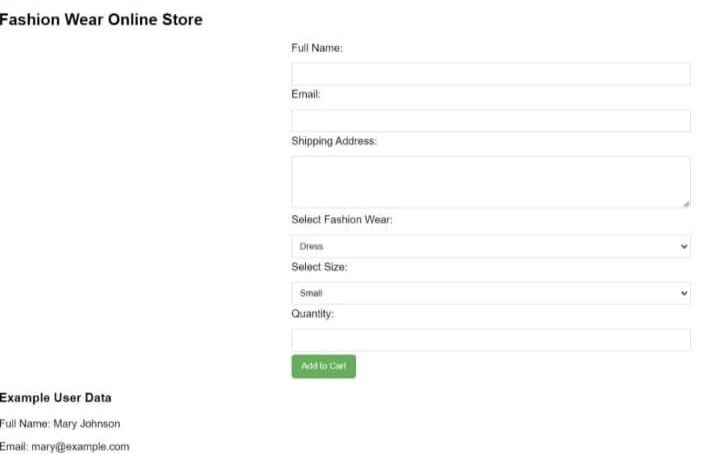 Fashion Wear Online Store
Full Name:
Email:
Shipping Address:
Select Fashion Wear:
Dress
Select Size:
Small
Quantity:
Add to Cart
Example User Data
Full Name: Mary Johnson
Email: mary@example.com